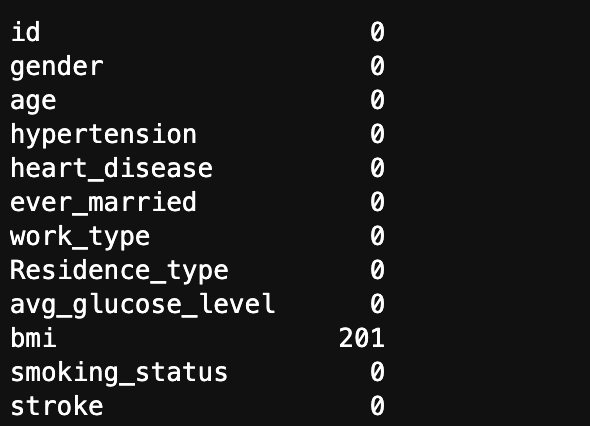 id 0
gender 0
age 0
hypertension 0
heart_disease 0
ever_married 0
work_type 0
Residence_type 0
avg_glucose_level 0
bmi 201
smoking_status 0
stroke 0